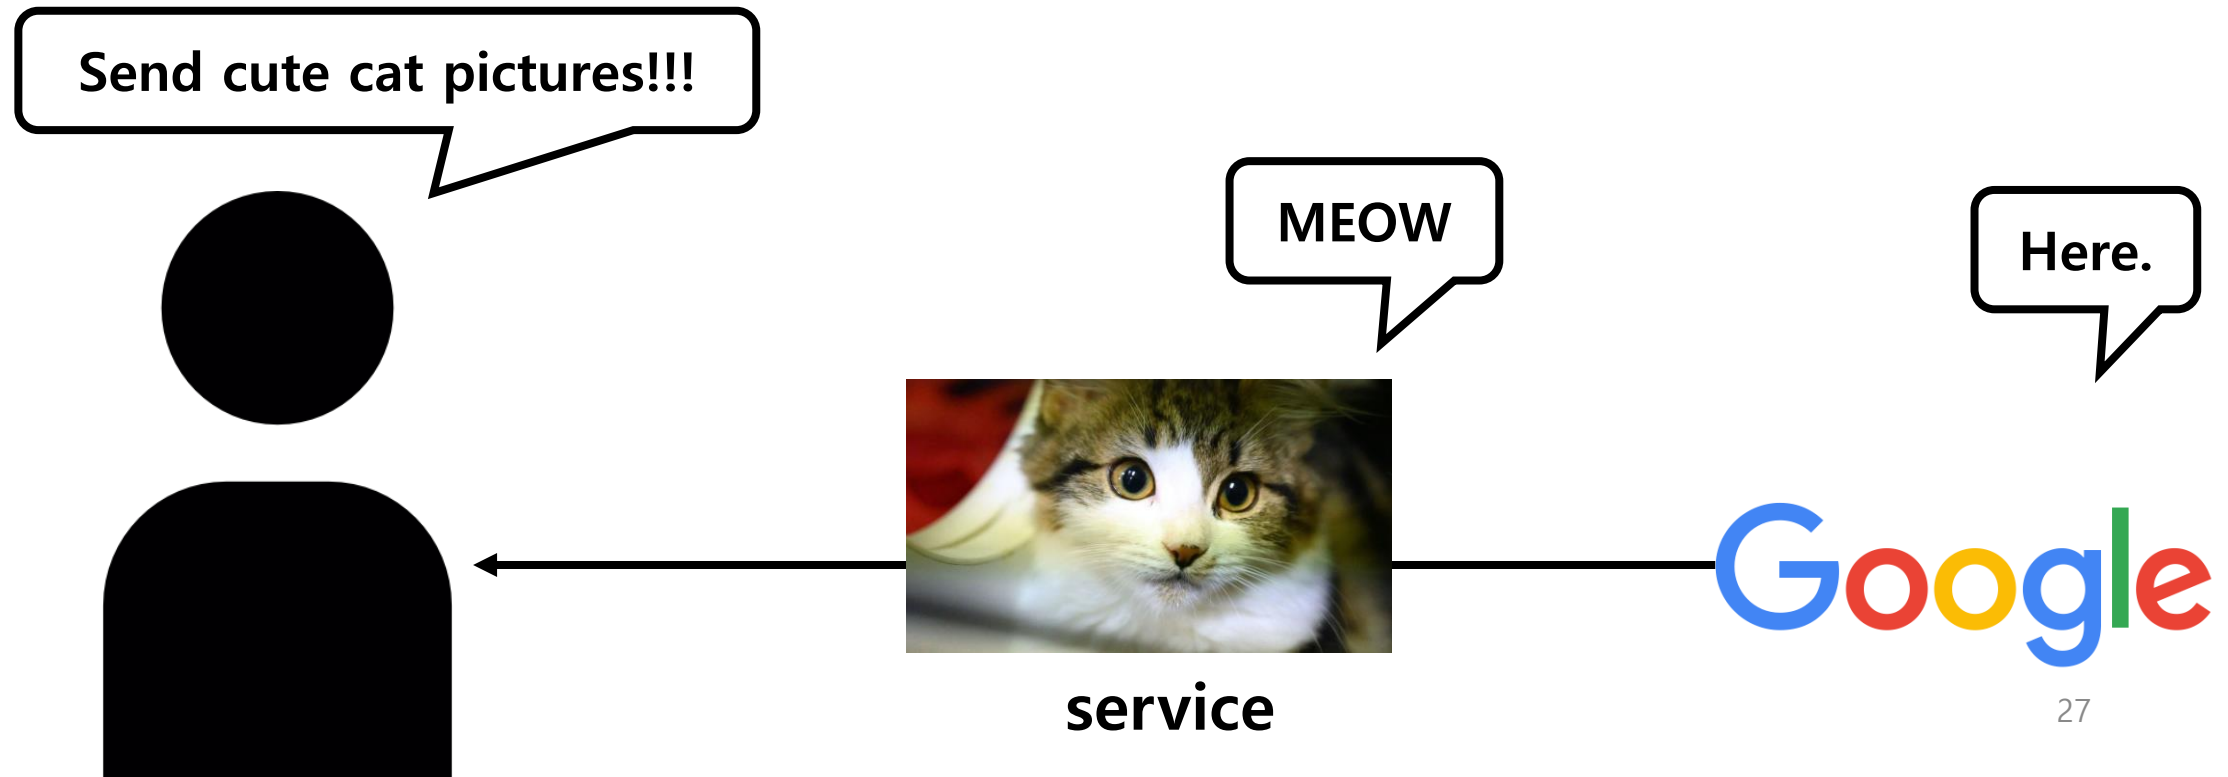 Send cute cat pictures!!!
MEOW
Here.
Google
service
27